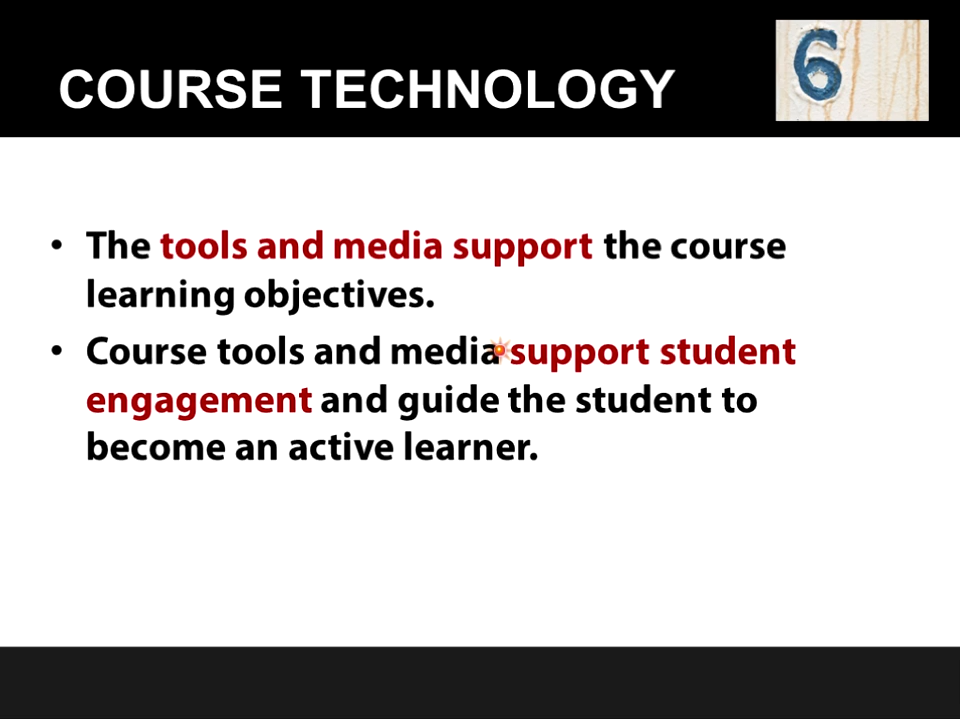 COURSE TECHNOLOGY
6
• The tools and media support the course
learning objectives.
• Course tools and media support student
engagement and guide the student to
become an active learner.